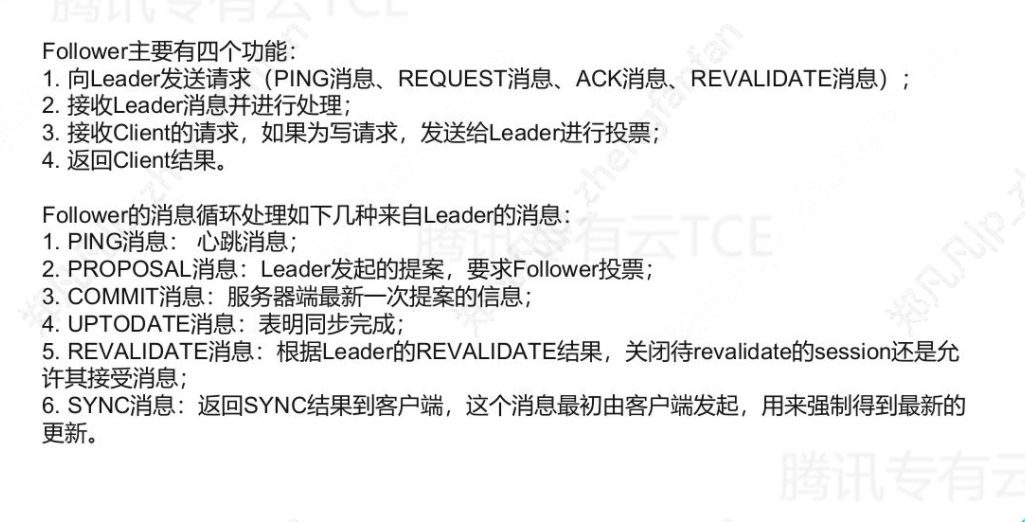 腾讯专有云TCE
Follower主要有四个功能：
1. 向Leader发送请求（PING消息、REQUEST消息、ACK消息、REVALIDATE消息）；
2. 接收Leader消息并进行处理；
3. 接收Client的请求，如果为写请求，发送给Leader进行投票；
4. 返回Client结果。
Follower的消息循环处理如下几种来自Leader的消息：
1. PING消息： 心跳消息；
腾讯专有云TCE
2. PROPOSAL消息：Leader发起的提案，要求Follower投票；
3. COMMIT消息：服务器端最新一次提案的信息；
4. UPTODATE消息：表明同步完成；
5. REVALIDATE消息：根据Leader的REVALIDATE结果，关闭待revalidate的session还是允
许其接受消息；
6. SYNC消息：返回SYNC结果到客户端，这个消息最初由客户端发起，用来强制得到最新的
更新。
腾讯专有云